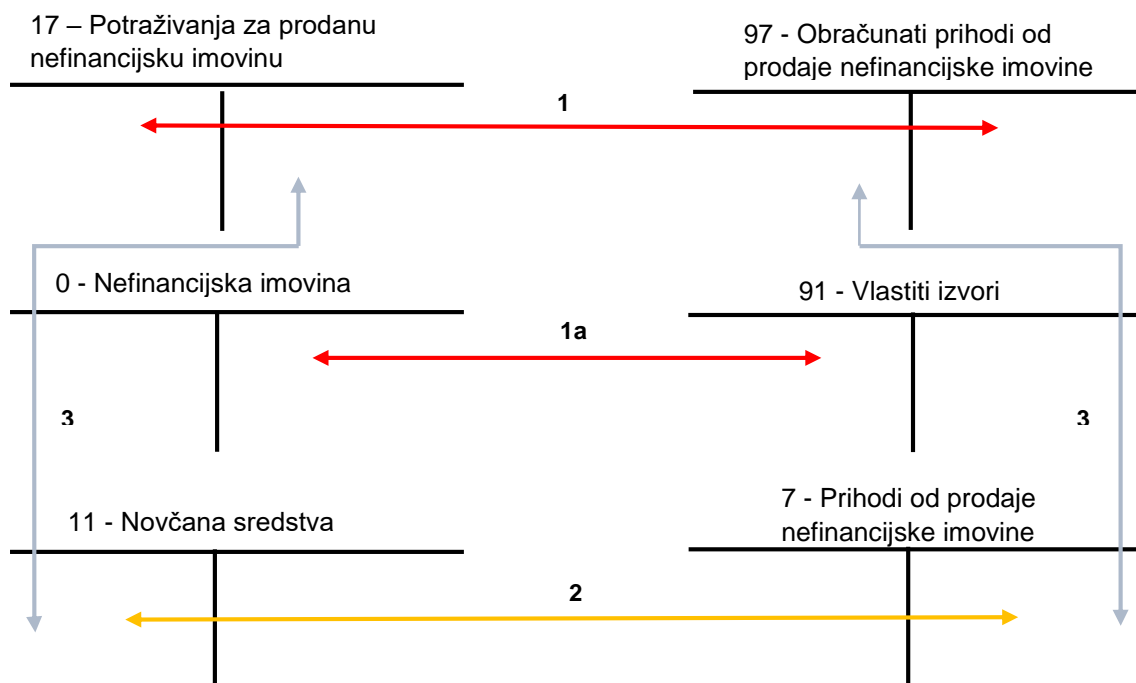 17 – Potraživanja za prodanu
nefinancijsku imovinu
97 - Obračunati prihodi od
prodaje nefinancijske imovine
1
0 - Nefinancijska imovina
91 - Vlastiti izvori
1a
3
3
11 - Novčana sredstva
7 - Prihodi od prodaje
nefinancijske imovine
2